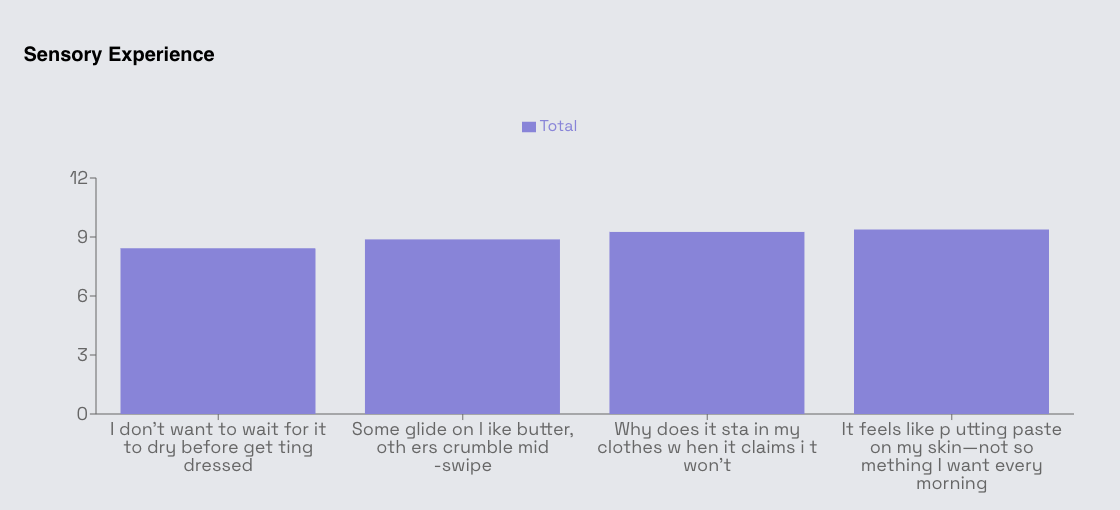 Sensory Experience
Total
12
9
6
3
0
I don't want to wait for it
to dry before get ting
dressed
Some glide on l ike butter,
oth ers crumble mid
-swipe
Why does it sta in my
clothes w hen it claims i t
won't
It feels like p utting paste
on my skin—not so
mething I want every
morning